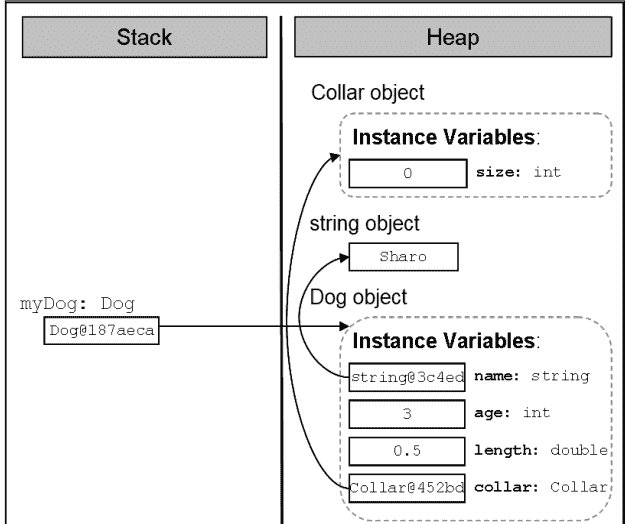 Stack
Heap
Collar object
Instance Variables:
0 size: int
string object
Sharo
myDog: Dog
Dog@187aeca
Dog object
Instance Variables:
string@3c4ed name: string
3 age: int
0.5 length: double
Collar@452bd collar: Collar